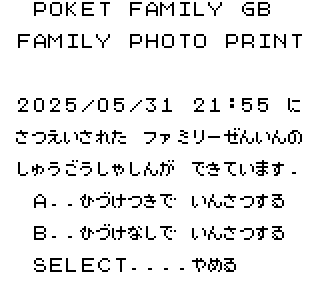 POKET FAMILY GB
FAMILY PHOTO PRINT
2025/05/31 21:55 に
さつえいされた ファミリーぜんいんの
しゅうごうしゃしんが できています.
A..ひづけつきで いんさつする
B..ひづけなしで いんさつする
SELECT....やめる